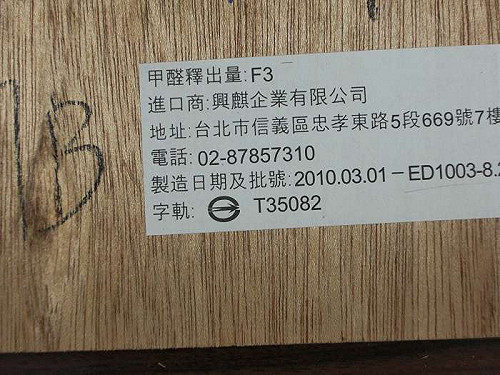 甲醛釋出量:F3
進口商:興麒企業有限公司
地址:台北市信義區忠孝東路5段669號7樓
電話: 02-87857310
製造日期及批號:2010.03.01－ED1003-8.2
字軌: T35082
B